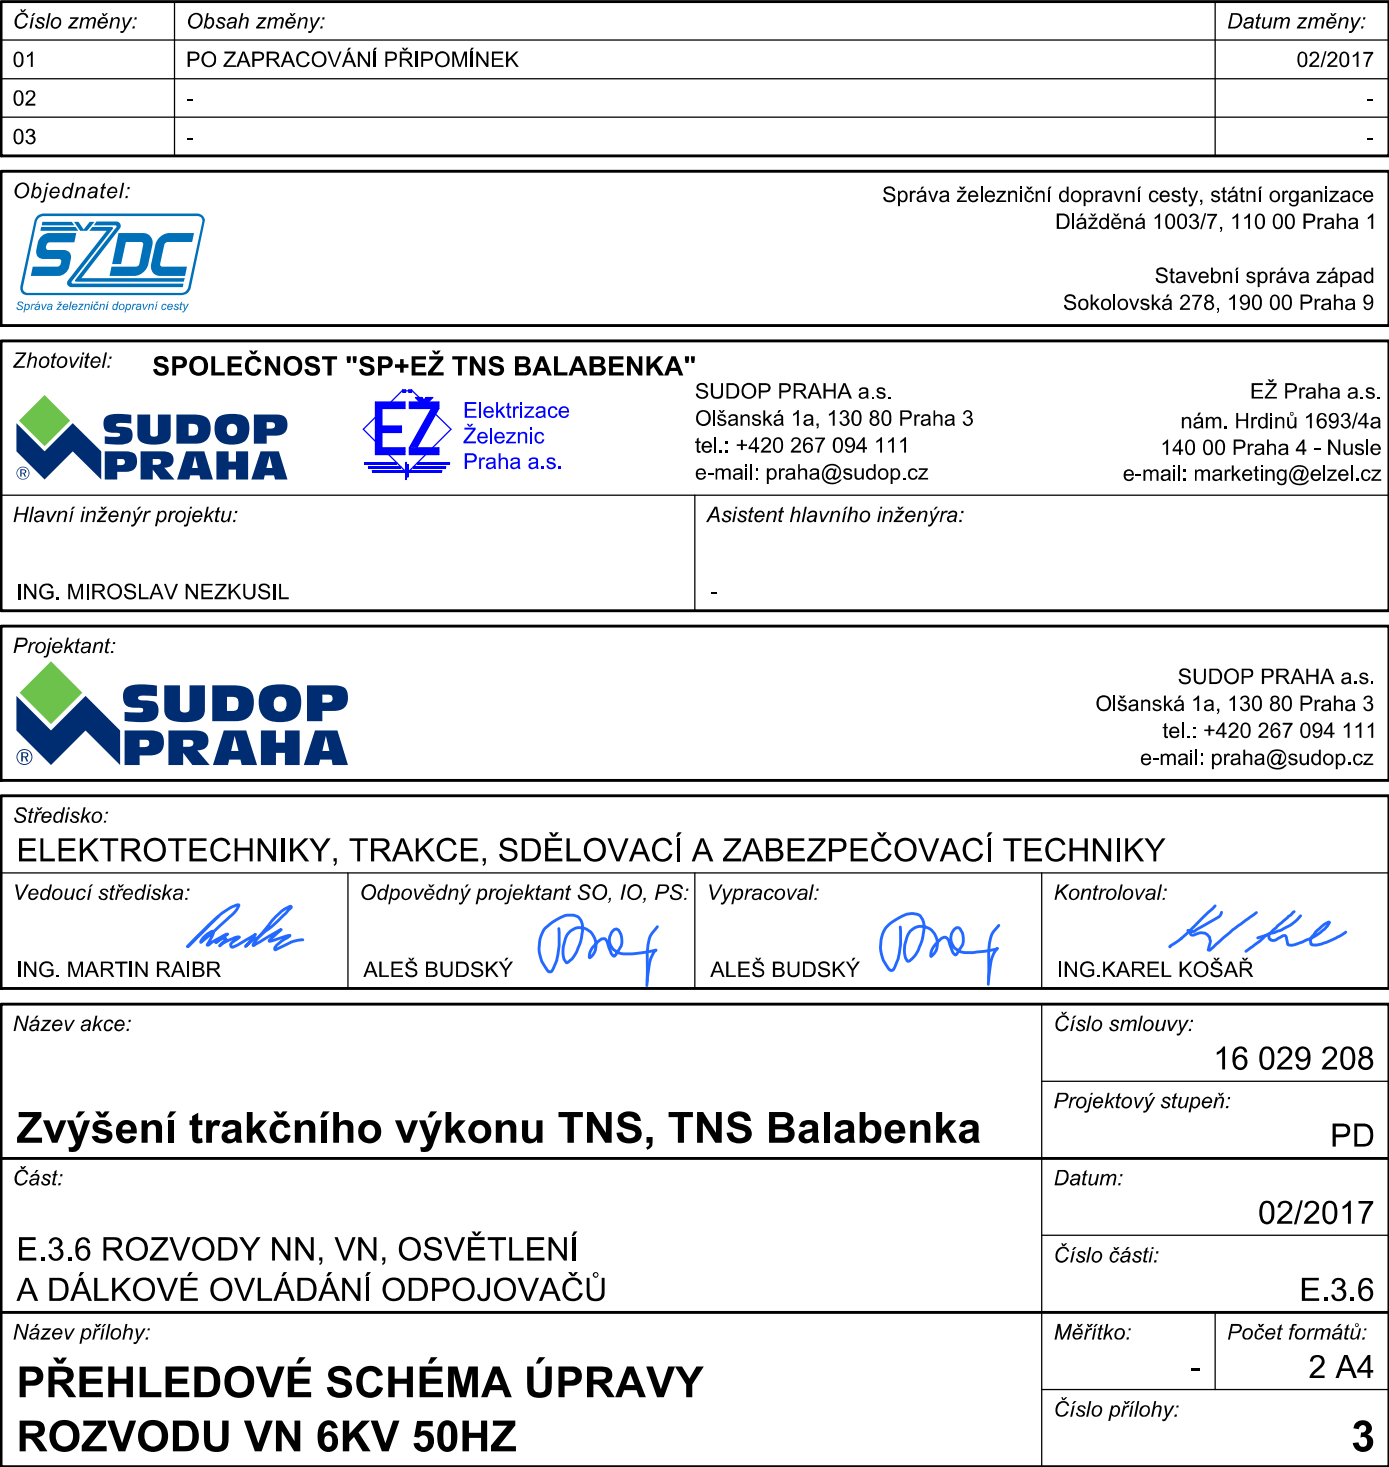 Číslo změny: Obsah změny: Datum změny:
01 PO ZAPRACOVÁNÍ PŘIPOMÍNEK 02/2017
02 - -
03 - -
Objednatel:
ŠŽDC
Správa železniční dopravní cesty
Správa železniční dopravní cesty, státní organizace
Dlážděná 1003/7, 110 00 Praha 1
Stavební správa západ
Sokolovská 278, 190 00 Praha 9
Zhotovitel: SPOLEČNOST "SP+EŽ TNS BALABENKA"
SUDOP
PRAHA
®
EŽ
Elektrizace
Železnic
Praha a.s.
SUDOP PRAHA a.s.
Olšanská 1a, 130 80 Praha 3
tel.: +420 267 094 111
e-mail: praha@sudop.cz
EŽ Praha a.s.
nám. Hrdinů 1693/4a
140 00 Praha 4 - Nusle
e-mail: marketing@elzel.cz
Hlavní inženýr projektu: Asistent hlavního inženýra:
ING. MIROSLAV NEZKUSIL -
Projektant:
SUDOP
PRAHA
®
SUDOP PRAHA a.s.
Olšanská 1a, 130 80 Praha 3
tel.: +420 267 094 111
e-mail: praha@sudop.cz
Středisko:
ELEKTROTECHNIKY, TRAKCE, SDĚLOVACÍ A ZABEZPEČOVACÍ TECHNIKY
Vedoucí střediska: Odpovědný projektant SO, IO, PS: Vypracoval: Kontroloval:
ING. MARTIN RAIBR ALEŠ BUDSKÝ ALEŠ BUDSKÝ ING.KAREL KOŠAŘ
Název akce:
Zvýšení trakčního výkonu TNS, TNS Balabenka
Číslo smlouvy:
16 029 208
Projektový stupeň:
PD
Část:
E.3.6 ROZVODY NN, VN, OSVĚTLENÍ
A DÁLKOVÉ OVLÁDÁNÍ ODPOJOVAČŮ
Datum:
02/2017
Číslo části:
E.3.6
Název přílohy:
PŘEHLEDOVÉ SCHÉMA ÚPRAVY
ROZVODU VN 6KV 50HZ
Měřítko: Počet formátů:
- 2 A4
Číslo přílohy:
3